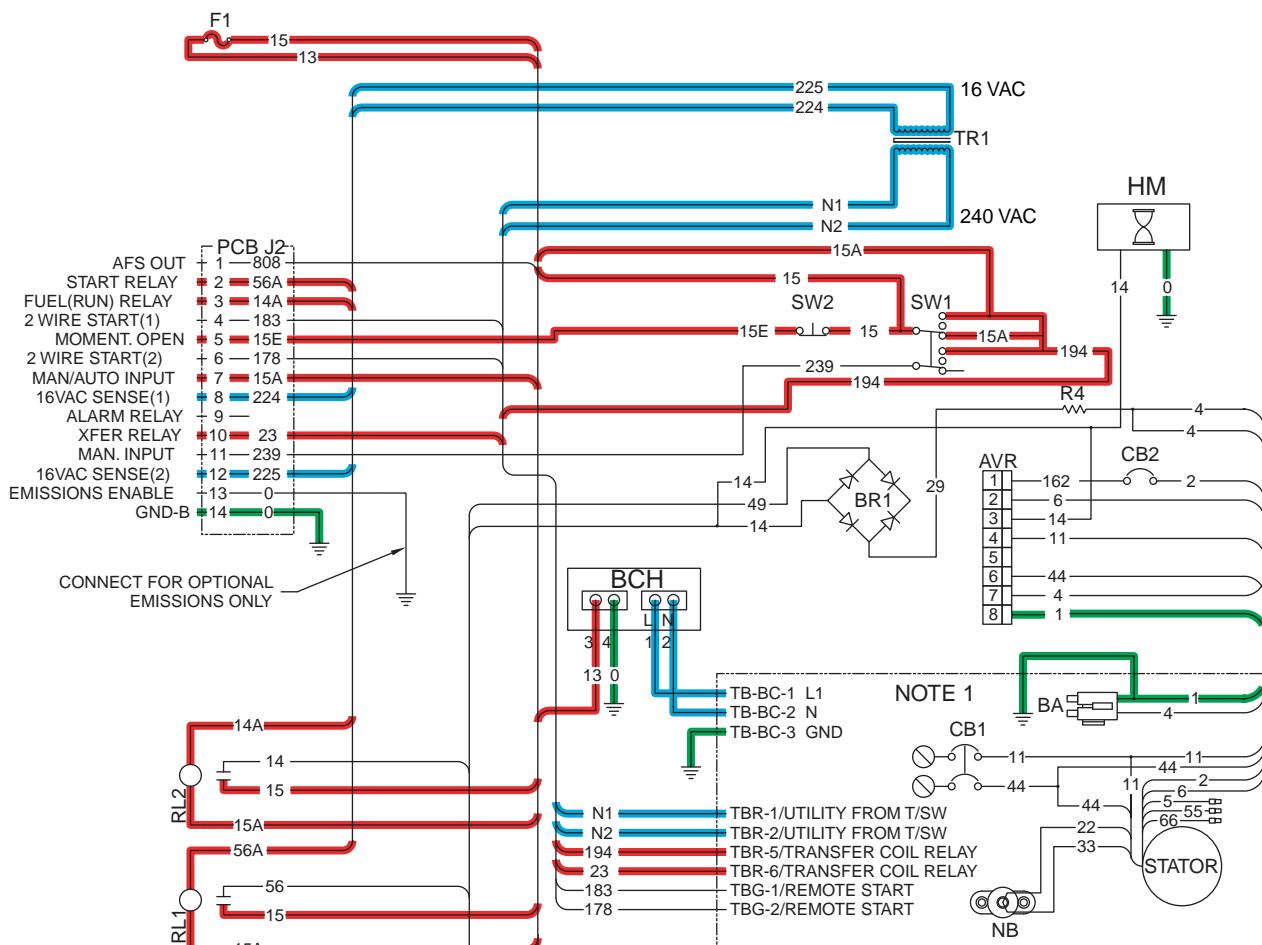 F1
15
13
225
16 VAC
224
TR1
N1
N2
240 VAC
HM
14
0
PCB J2
AFS OUT 1 808
START RELAY 2 56A
FUEL(RUN) RELAY 3 14A
2 WIRE START(1) 4 183
MOMENT. OPEN 5 15E
2 WIRE START(2) 6 178
MAN/AUTO INPUT 7 15A
16VAC SENSE(1) 8 224
ALARM RELAY 9
XFER RELAY 10 23
MAN. INPUT 11 239
16VAC SENSE(2) 12 225
EMISSIONS ENABLE 13 0
GND-B 14 0
CONNECT FOR OPTIONAL
EMISSIONS ONLY
15A
15
SW2
SW1
15E
15
15A
194
239
194
R4
4
4
14
49
14
BR1
29
AVR
CB2
1 162 2
2 6
3 14
4 11
5
6 44
7 4
8 1
BCH
L N
3 4 1 2
13 0
TB-BC-1 L1
TB-BC-2 N
TB-BC-3 GND
NOTE 1
BA
1
4
CB1
11
11
44
44
11
2
6
5
55
66
44
22
33
STATOR
NB
14A
14
15
RL2
15A
56A
56
15
RL1
15A
N1 TBR-1/UTILITY FROM T/SW
N2 TBR-2/UTILITY FROM T/SW
194 TBR-5/TRANSFER COIL RELAY
23 TBR-6/TRANSFER COIL RELAY
183 TBG-1/REMOTE START
178 TBG-2/REMOTE START